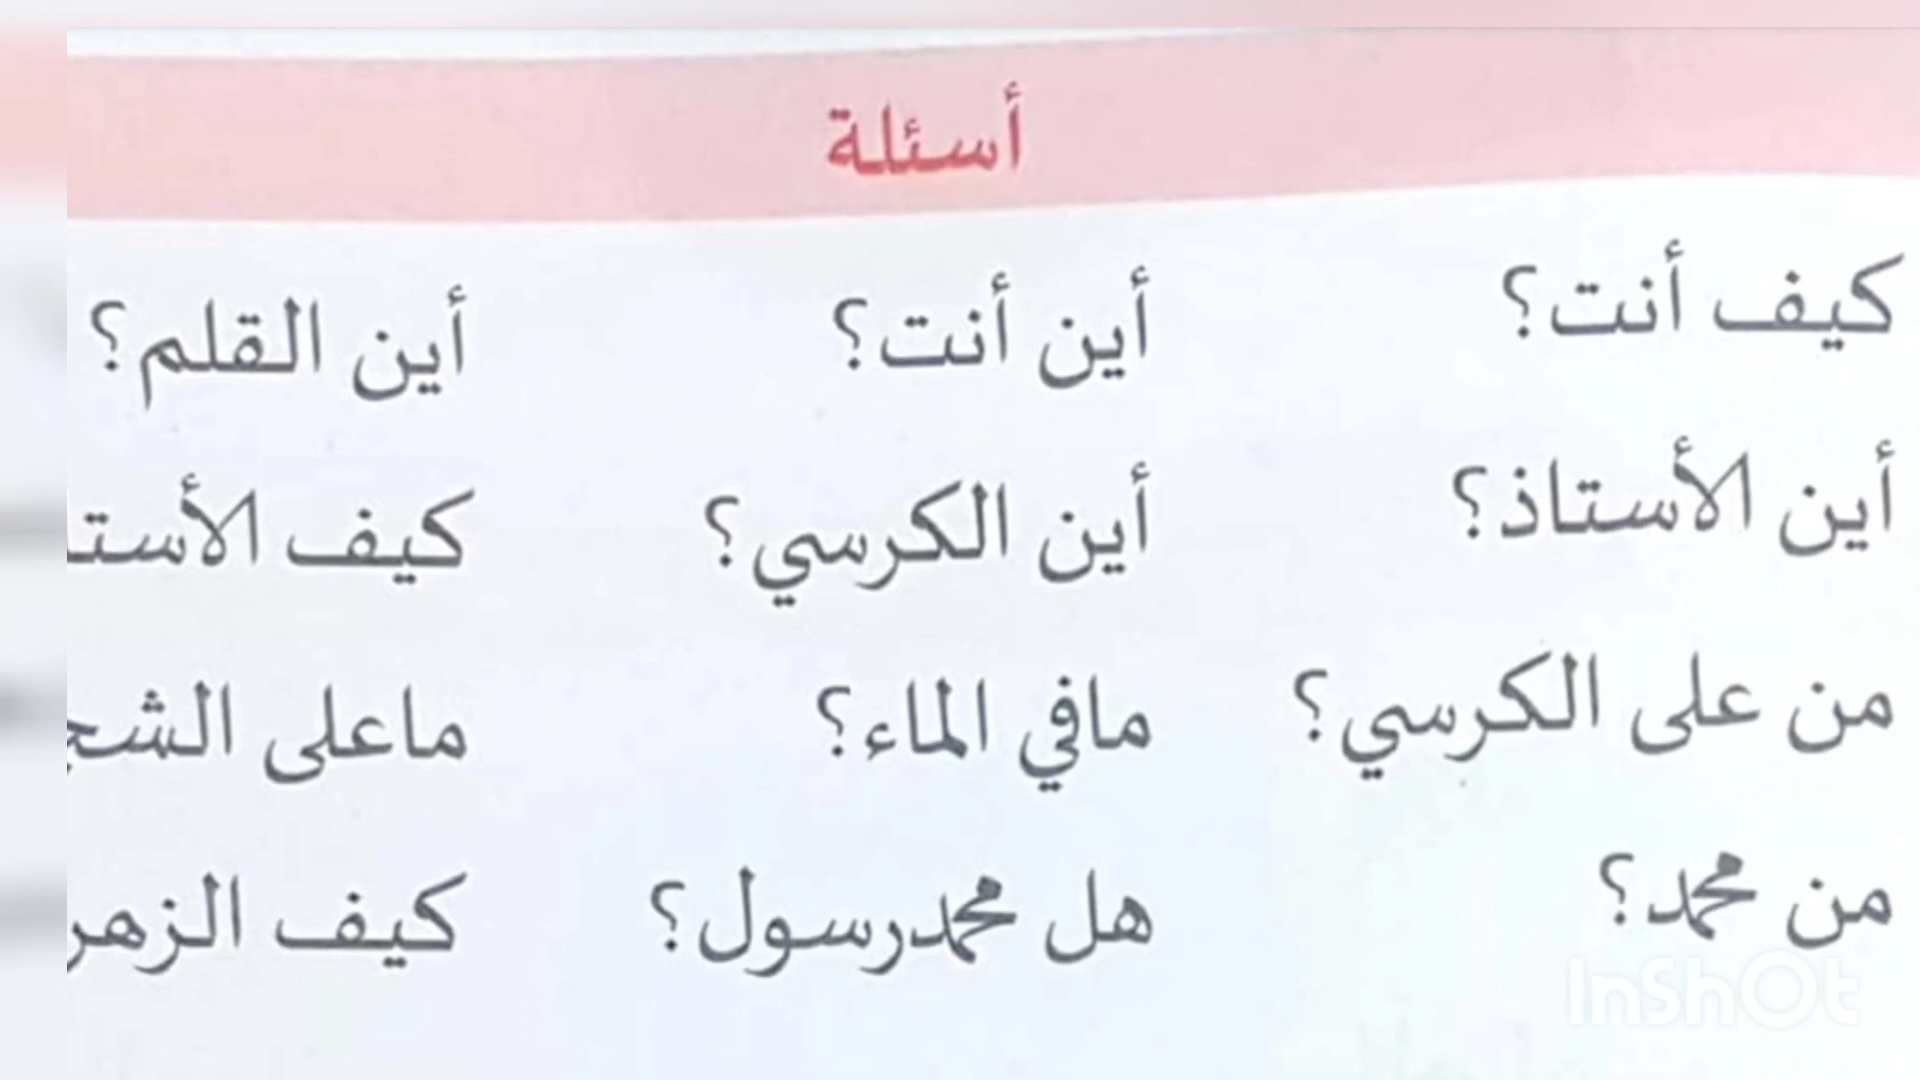 أسئلة
كيف أنت؟ أين أنت؟ أين القلم؟
أين الأستاذ؟ أين الكرسي؟ كيف
من على الكرسي؟ مافي الماء؟ ماعلى
من محمد؟ هل محمدرسول؟ كيف
InShOt